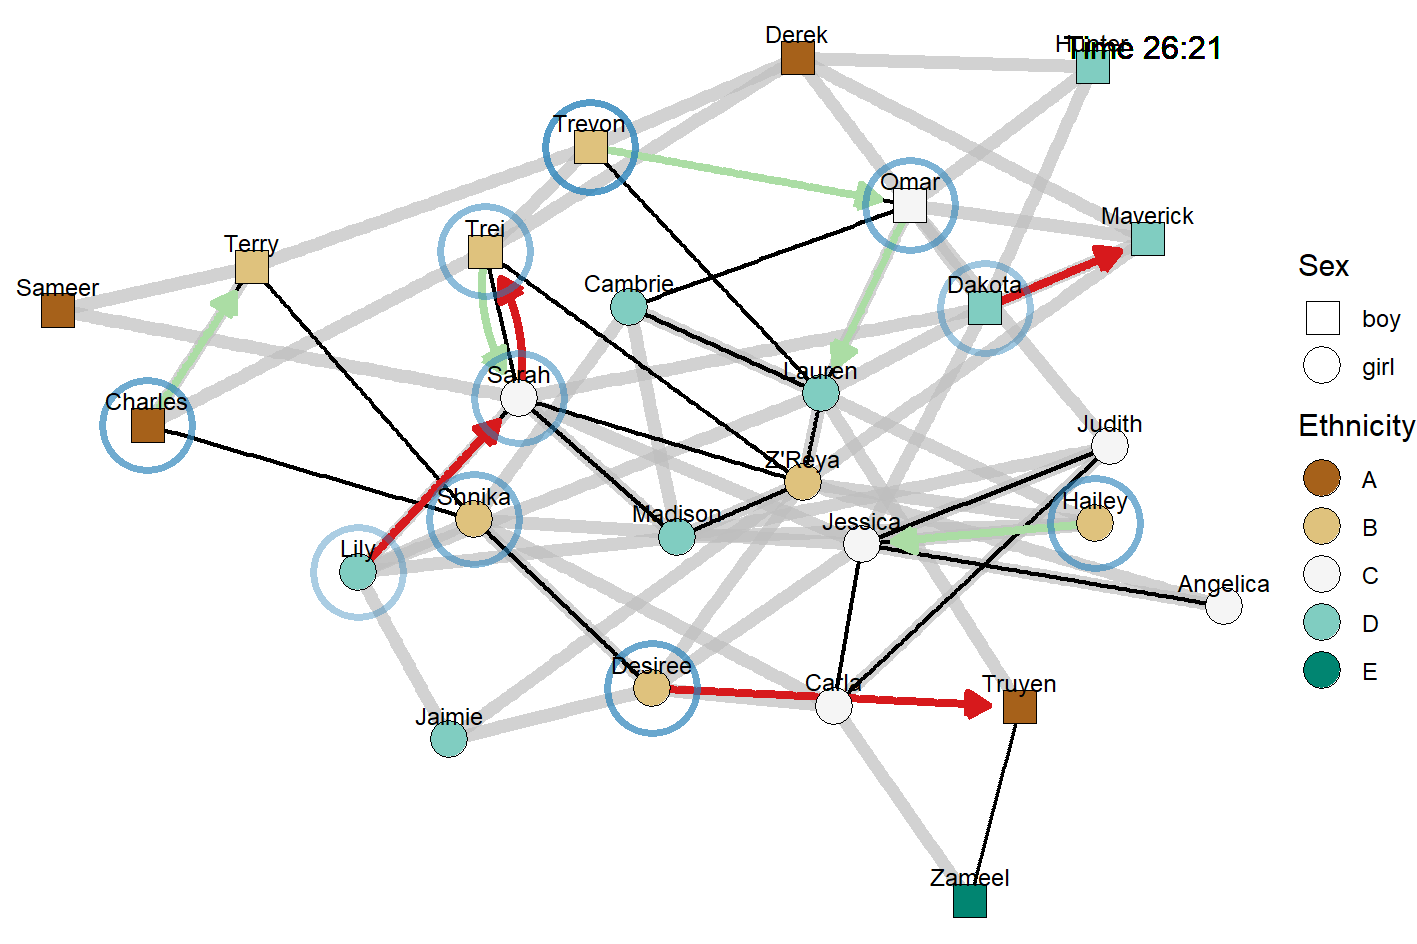 Derek
Hunter
Time 26:21
Trevon
Omar
Maverick
Trei
Terry
Sameer
Cambrie
Dakota
Sarah
Lauren
Charles
Judith
Z'Reya
Hailey
Shnika
Madison
Jessica
Lily
Angelica
Desiree
Carla
Truyen
Jaimie
Zameel
Sex
boy
girl
Ethnicity
A
B
C
D
E